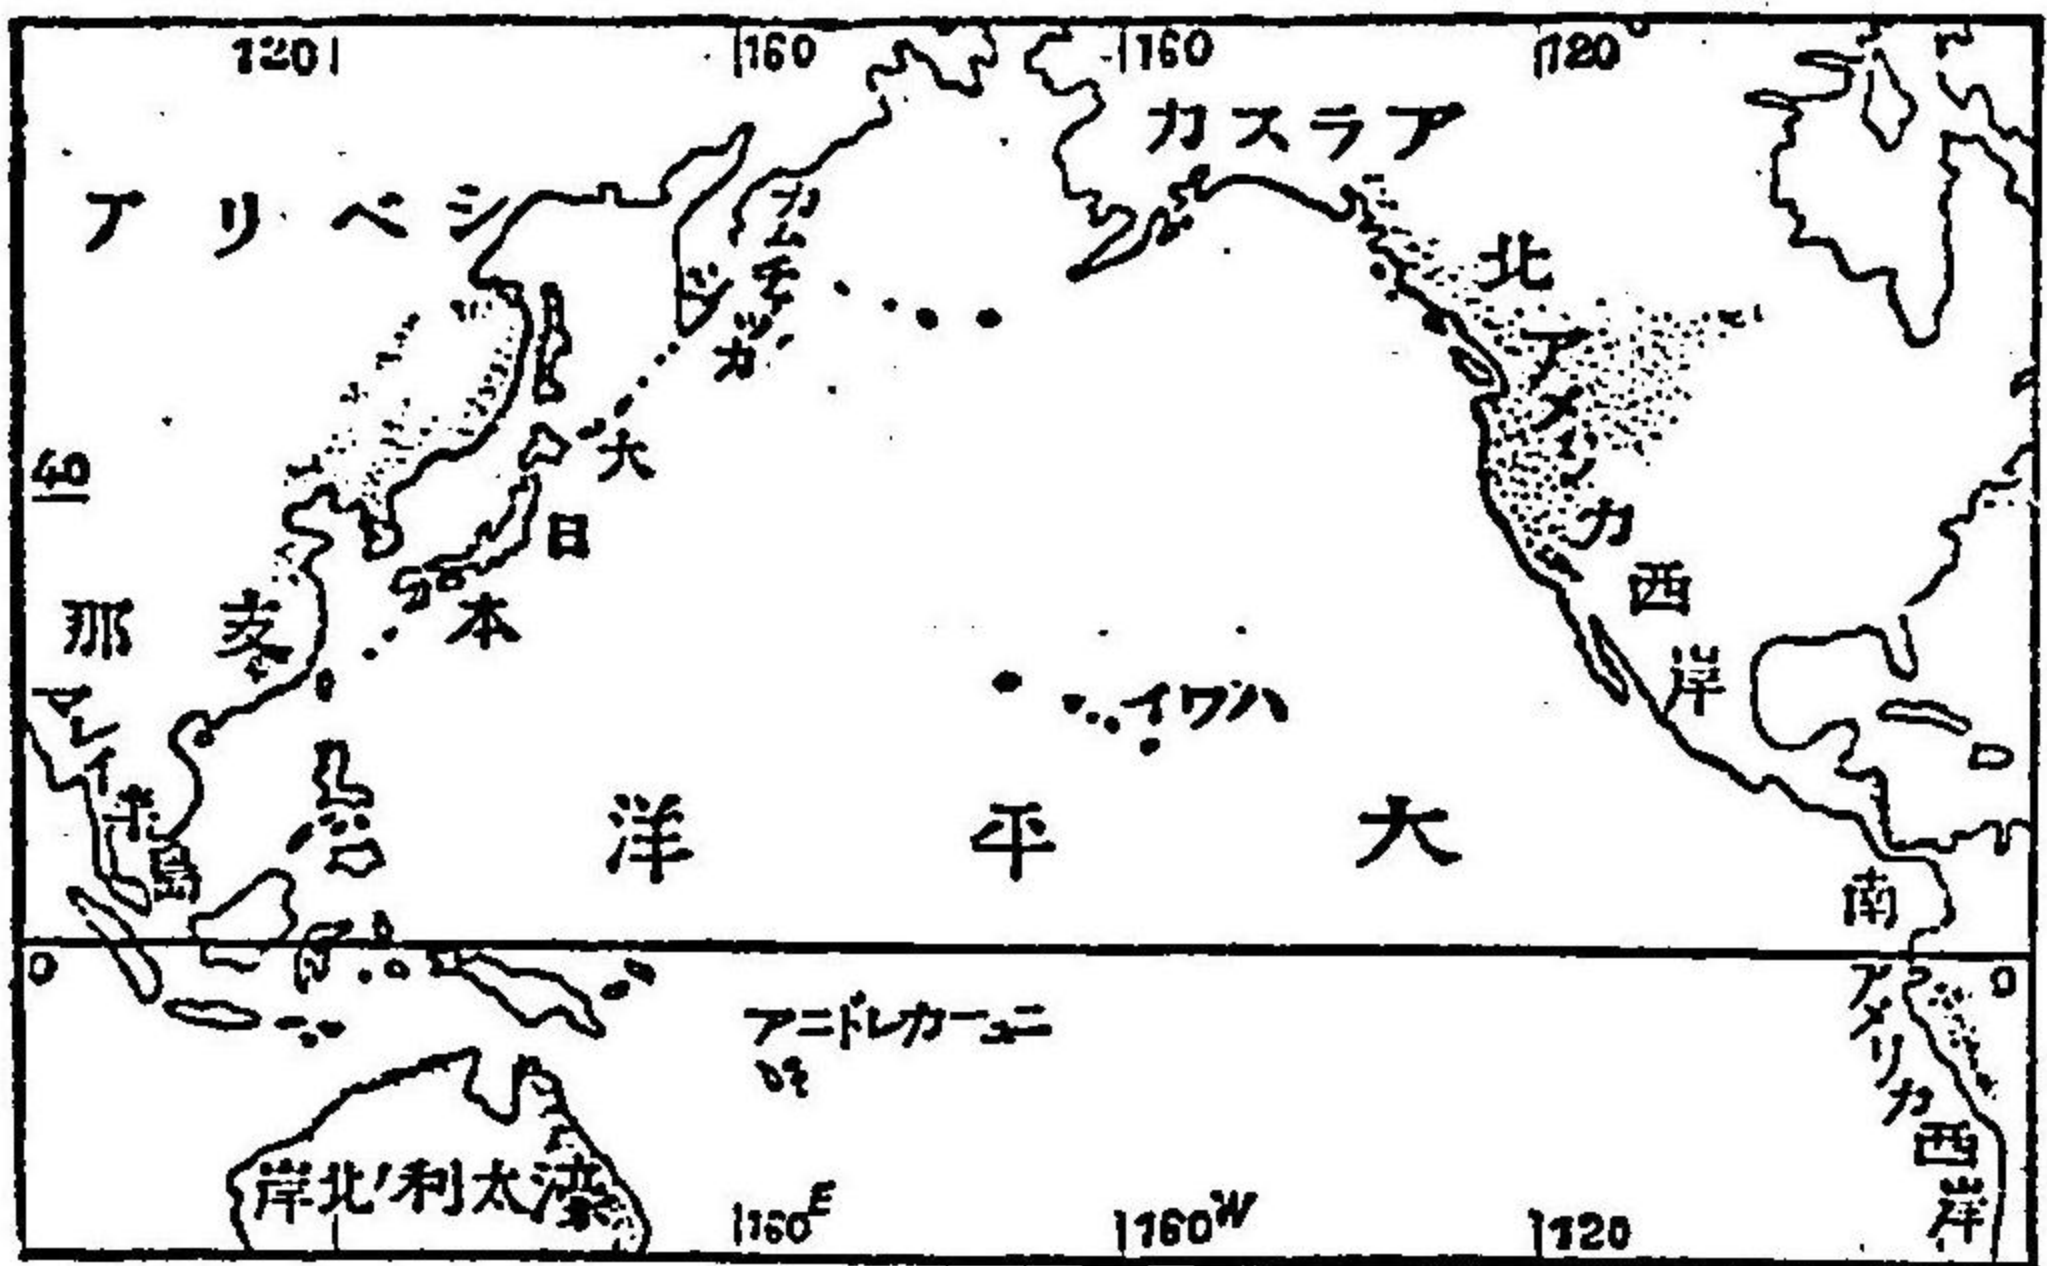 120
160
160
120°
アラスカ
シベリア
カムチヤツカ
北アメリカ西岸
40
大日本
支那
マレイ半島
ハワイ
大平洋
南アメリカ西岸
0
0
ニューカレドニア
濠太利北岸
160E
160W
120